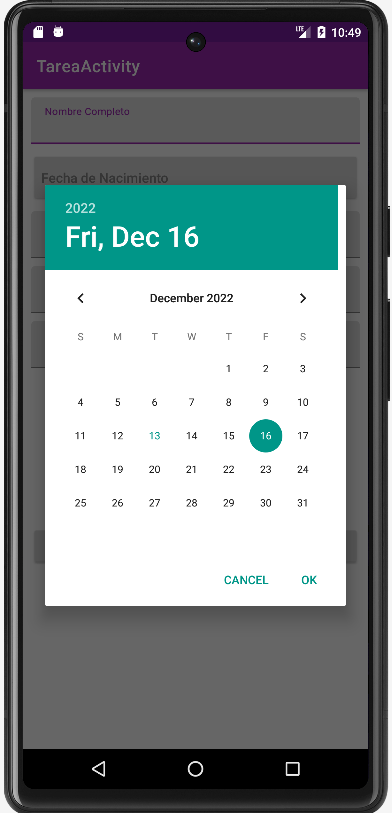 LTE 10:49
TareaActivity
Nombre Completo
Fecha de Nacimiento
2022
Fri, Dec 16
December 2022
S M T W T F S
1 2 3
4 5 6 7 8 9 10
11 12 13 14 15 16 17
18 19 20 21 22 23 24
25 26 27 28 29 30 31
CANCEL OK